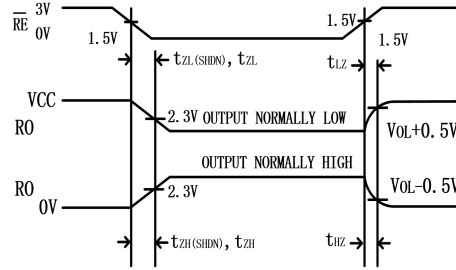 3V
RE
0V
1.5V
1.5V
1.5V
tZL(SHDN), tZL
tLZ
VCC
2.3V OUTPUT NORMALLY LOW
RO
VOL+0.5V
OUTPUT NORMALLY HIGH
RO
2.3V
VOL-0.5V
0V
tZH(SHDN), tZH
tHZ